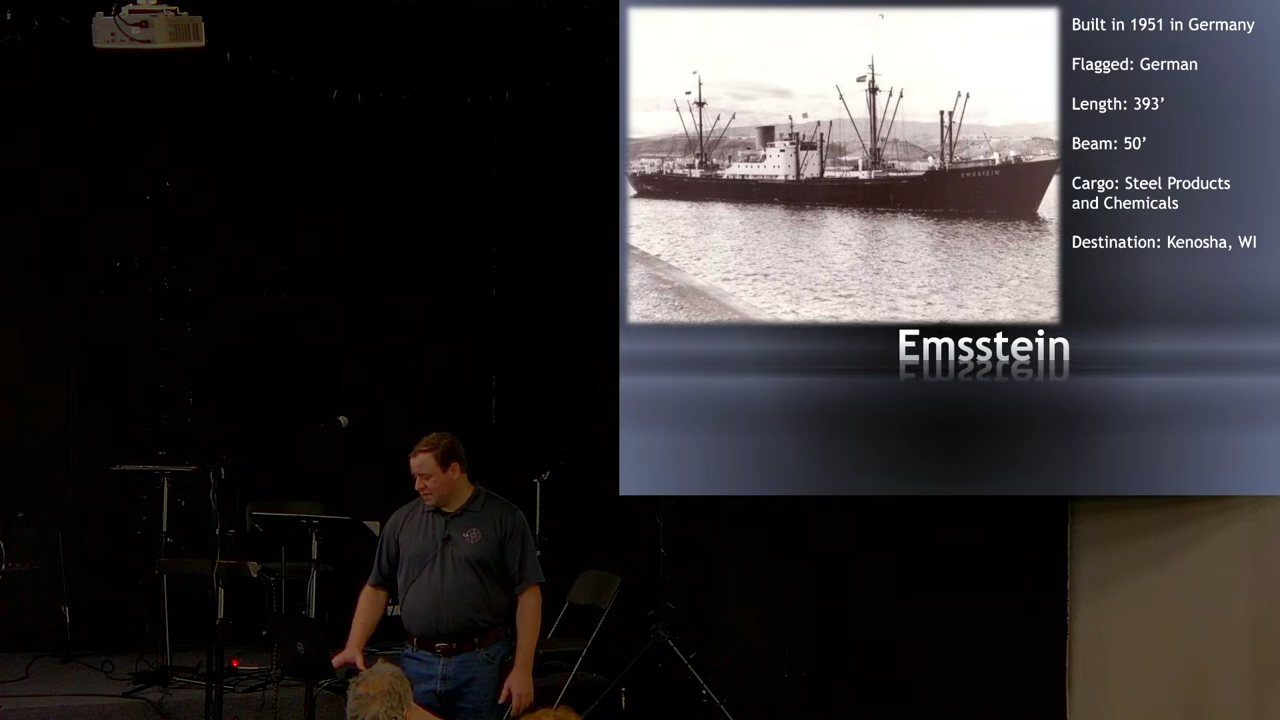 Built in 1951 in Germany
Flagged: German
Length: 393’
Beam: 50’
Cargo: Steel Products
and Chemicals
Destination: Kenosha, WI
EMSSTEIN
Emsstein